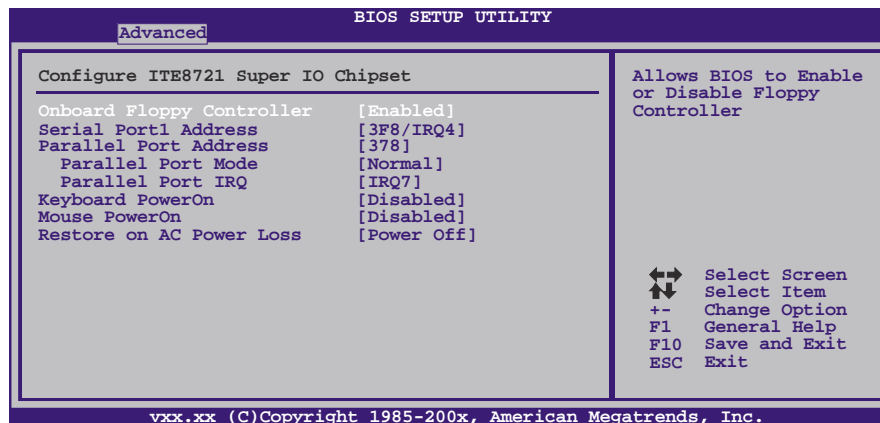 BIOS SETUP UTILITY
Advanced
Configure ITE8721 Super IO Chipset
Onboard Floppy Controller [Enabled]
Serial Port1 Address [3F8/IRQ4]
Parallel Port Address [378]
Parallel Port Mode [Normal]
Parallel Port IRQ [IRQ7]
Keyboard PowerOn [Disabled]
Mouse PowerOn [Disabled]
Restore on AC Power Loss [Power Off]
Allows BIOS to Enable
or Disable Floppy
Controller
Select Screen
Select Item
+- Change Option
F1 General Help
F10 Save and Exit
ESC Exit
vxx.xx (C)Copyright 1985-200x, American Megatrends, Inc.